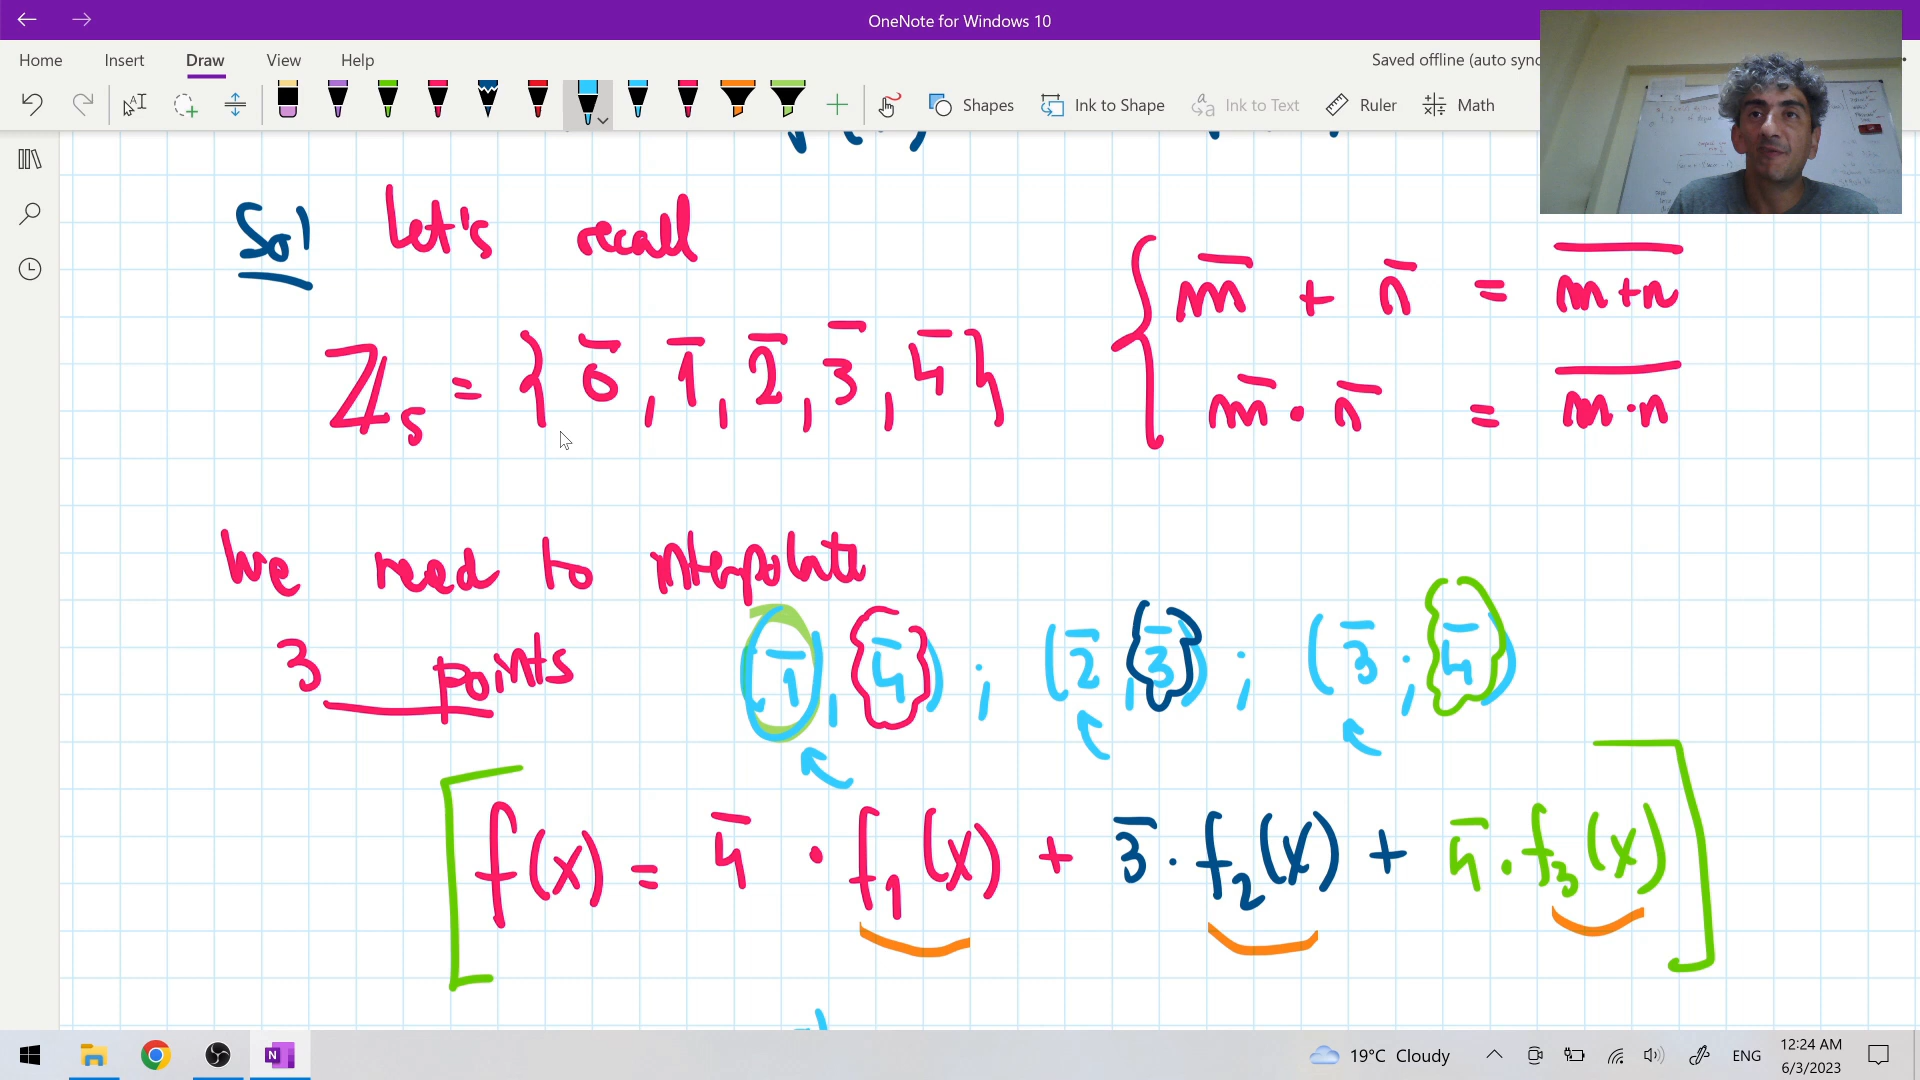 OneNote for Windows 10
Home Insert Draw View Help
Saved offline (auto sync
Shapes Ink to Shape Ink to Text Ruler Math
Sol Let's recall
ℤ₅ = { 0̅, 1̅, 2̅, 3̅, 4̅ }
m̅ + n̅ = \overline{m+n}
m̅ · n̅ = \overline{m·n}
We need to interpolate
3 points (1̅, 4̅) ; (2̅, 3̅) ; (3̅ ; 4̅)
f(x) = 4̅ · f₁(x) + 3̅ · f₂(x) + 4̅ · f₃(x)
19°C Cloudy
ENG
12:24 AM
6/3/2023